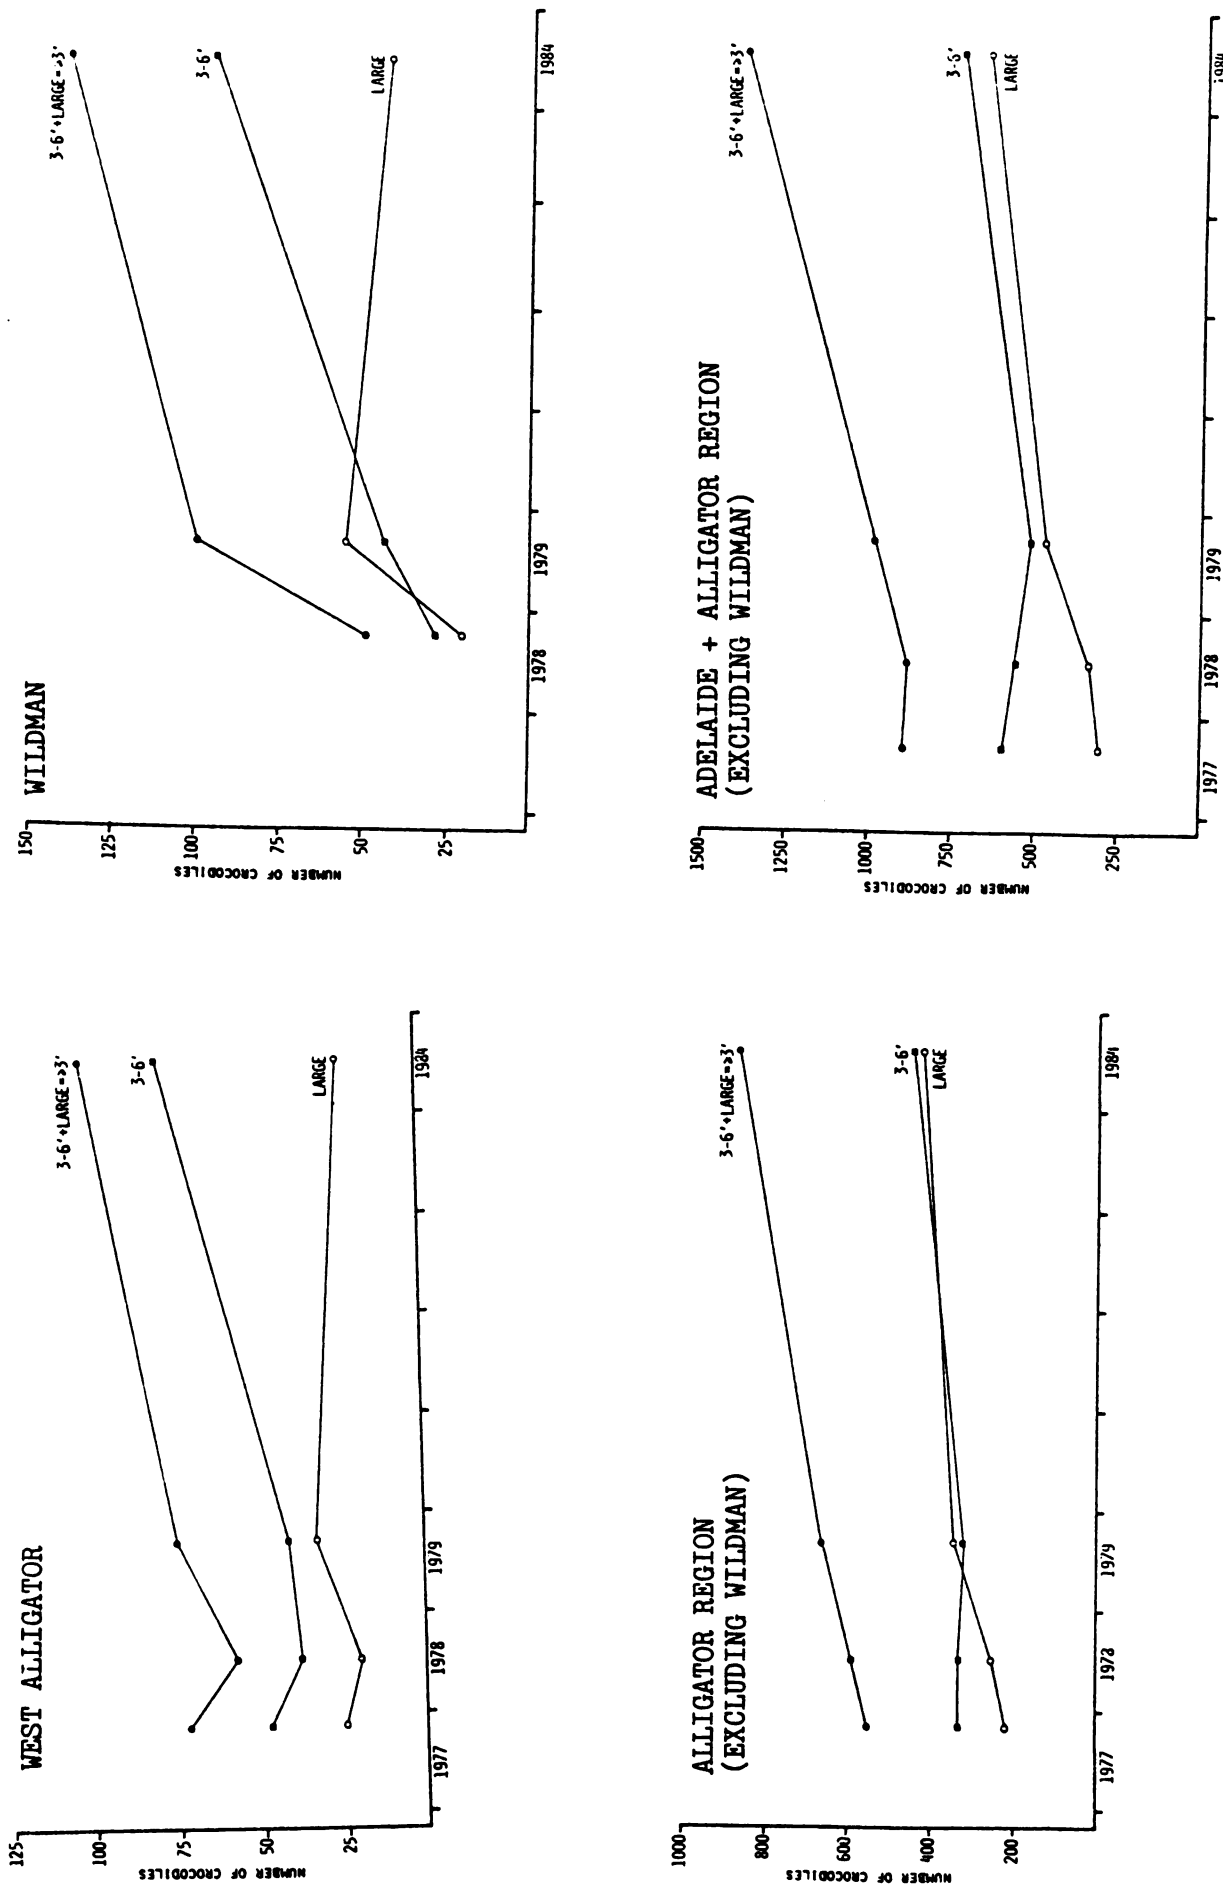 WEST ALLIGATOR
125
100
75
50
25
NUMBER OF CROCODILES
3-6'+LARGE=>3'
3-6'
LARGE
1977
1978
1979
1984
WILDMAN
150
125
100
75
50
25
NUMBER OF CROCODILES
3-6'+LARGE=>3'
3-6'
LARGE
1978
1979
1984
ALLIGATOR REGION
(EXCLUDING WILDMAN)
1000
800
600
400
200
NUMBER OF CROCODILES
3-6'+LARGE=>3'
3-6'
LARGE
1977
1978
1979
1984
ADELAIDE + ALLIGATOR REGION
(EXCLUDING WILDMAN)
1500
1250
1000
750
500
250
NUMBER OF CROCODILES
3-6'+LARGE=>3'
3-6'
LARGE
1977
1978
1979
1984